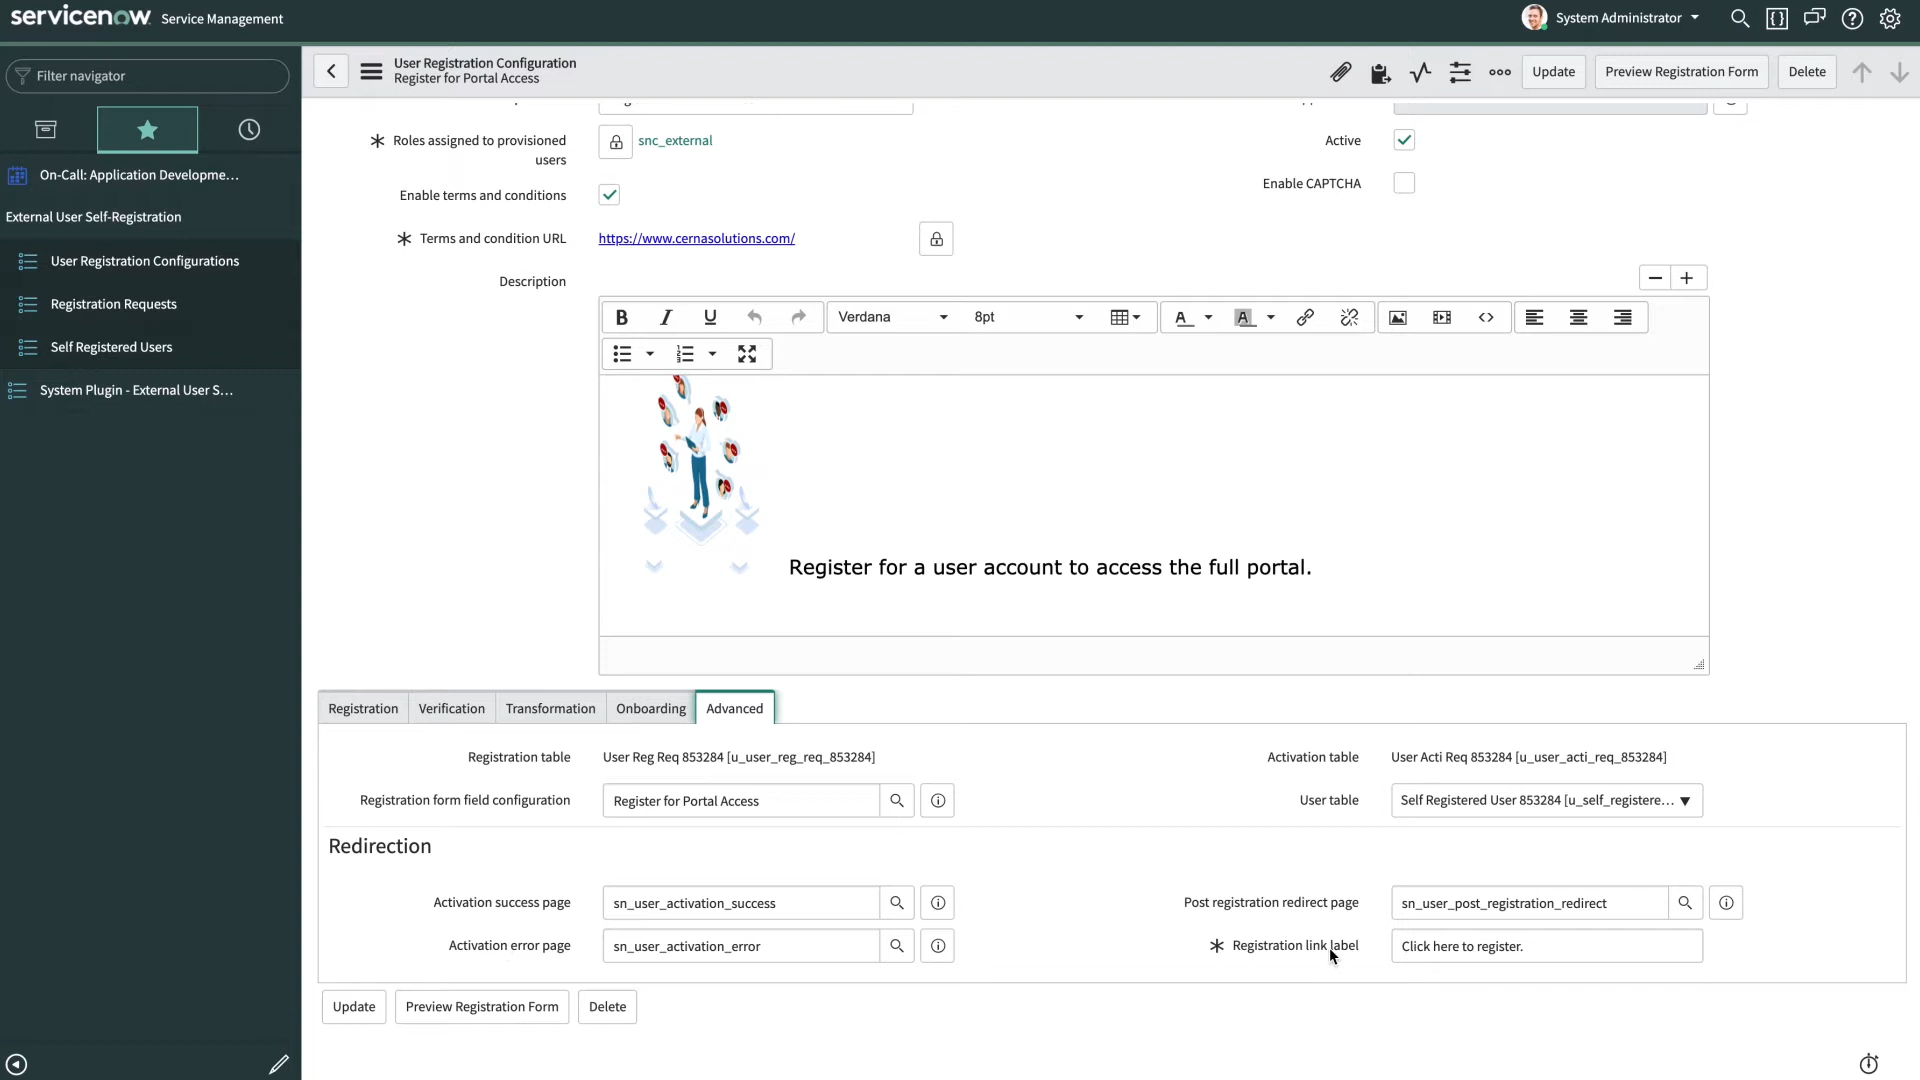 servicenow Service Management
System Administrator
Filter navigator
On-Call: Application Developme...
External User Self-Registration
User Registration Configurations
Registration Requests
Self Registered Users
System Plugin - External User S...
User Registration Configuration
Register for Portal Access
Update
Preview Registration Form
Delete
Roles assigned to provisioned
users
snc_external
Active
Enable terms and conditions
Enable CAPTCHA
Terms and condition URL
https://www.cernasolutions.com/
Description
Verdana
8pt
Register for a user account to access the full portal.
Registration
Verification
Transformation
Onboarding
Advanced
Registration table
User Reg Req 853284 [u_user_reg_req_853284]
Activation table
User Acti Req 853284 [u_user_acti_req_853284]
Registration form field configuration
Register for Portal Access
User table
Self Registered User 853284 [u_self_registere...
Redirection
Activation success page
sn_user_activation_success
Post registration redirect page
sn_user_post_registration_redirect
Activation error page
sn_user_activation_error
Registration link label
Click here to register.
Update
Preview Registration Form
Delete